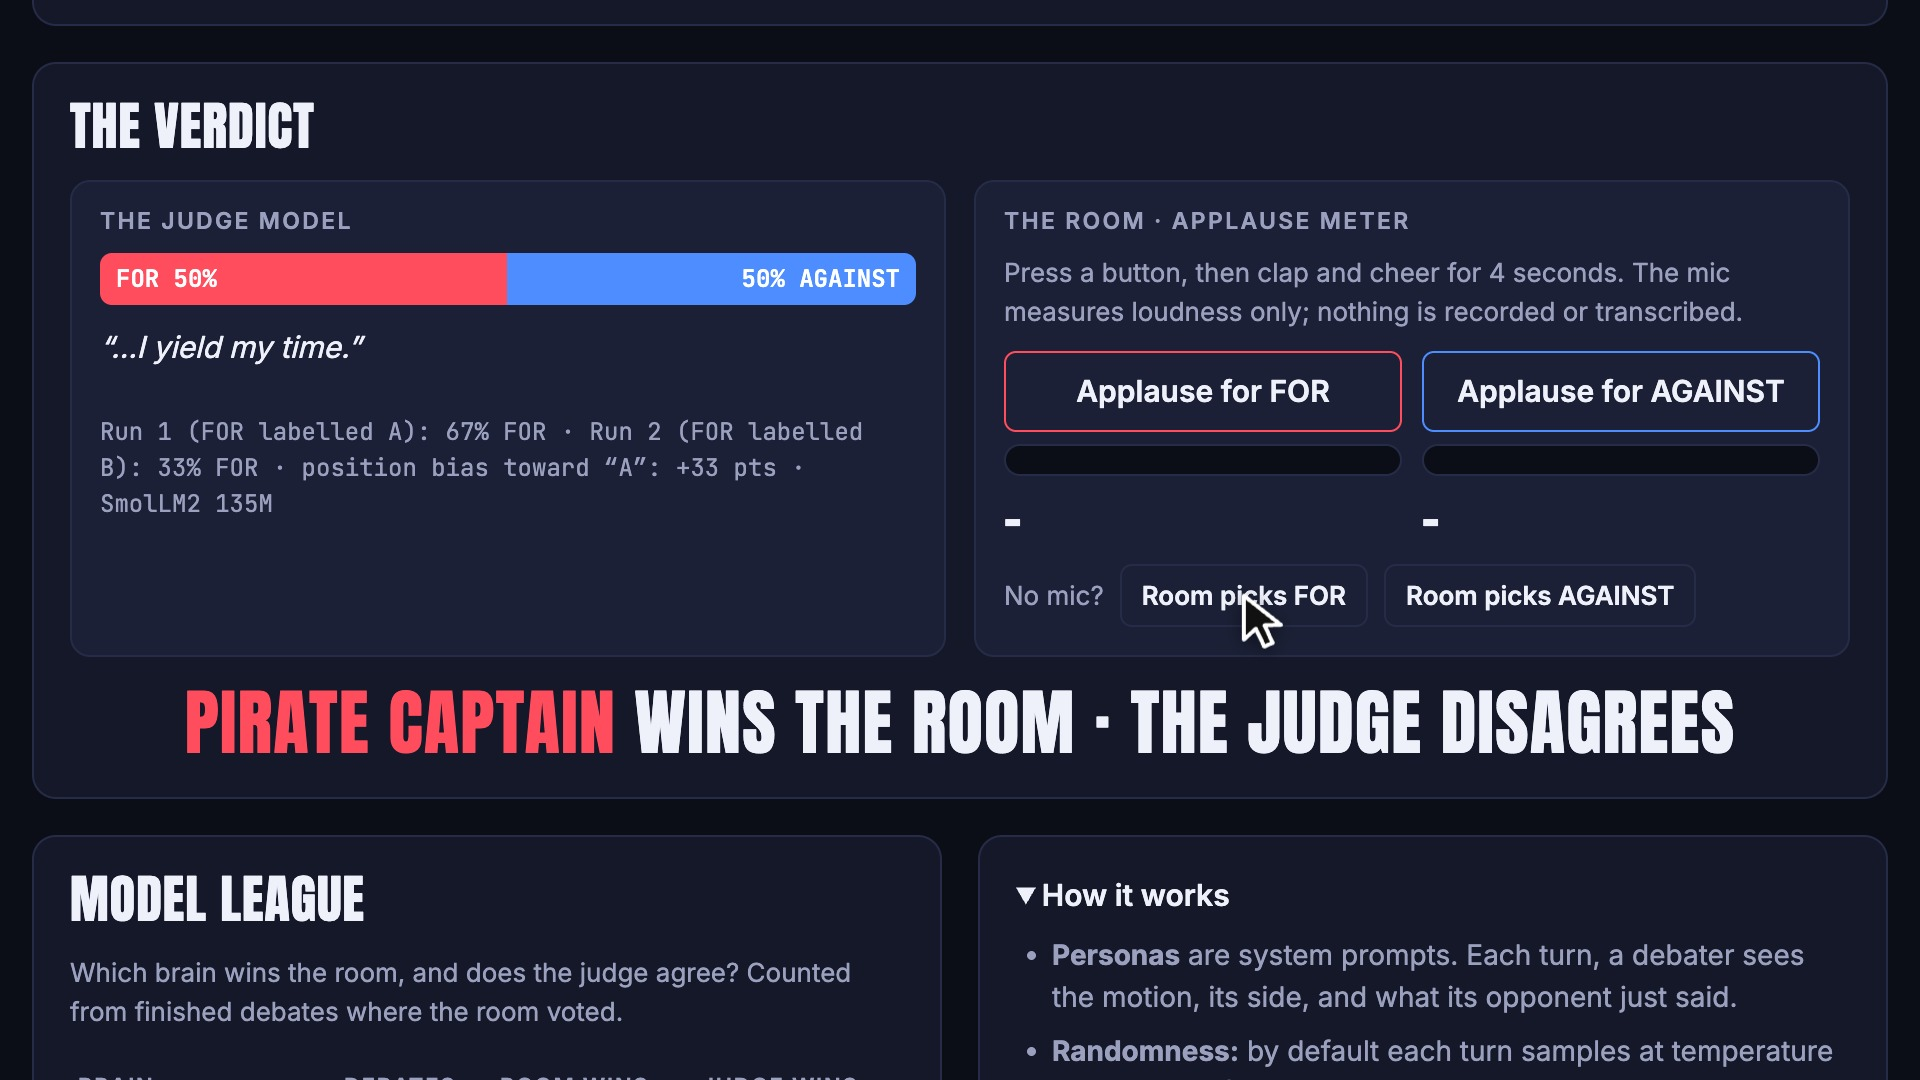 THE VERDICT
THE JUDGE MODEL
FOR 50%
50% AGAINST
“…I yield my time.”
Run 1 (FOR labelled A): 67% FOR · Run 2 (FOR labelled
B): 33% FOR · position bias toward “A”: +33 pts ·
SmolLM2 135M
THE ROOM · APPLAUSE METER
Press a button, then clap and cheer for 4 seconds. The mic
measures loudness only; nothing is recorded or transcribed.
Applause for FOR
Applause for AGAINST
-
-
No mic?
Room picks FOR
Room picks AGAINST
PIRATE CAPTAIN WINS THE ROOM · THE JUDGE DISAGREES
MODEL LEAGUE
Which brain wins the room, and does the judge agree? Counted
from finished debates where the room voted.
BRAIN DEBATES ROOM WINS JUDGE WINS
▼ How it works
• Personas are system prompts. Each turn, a debater sees
the motion, its side, and what its opponent just said.
• Randomness: by default each turn samples at temperature